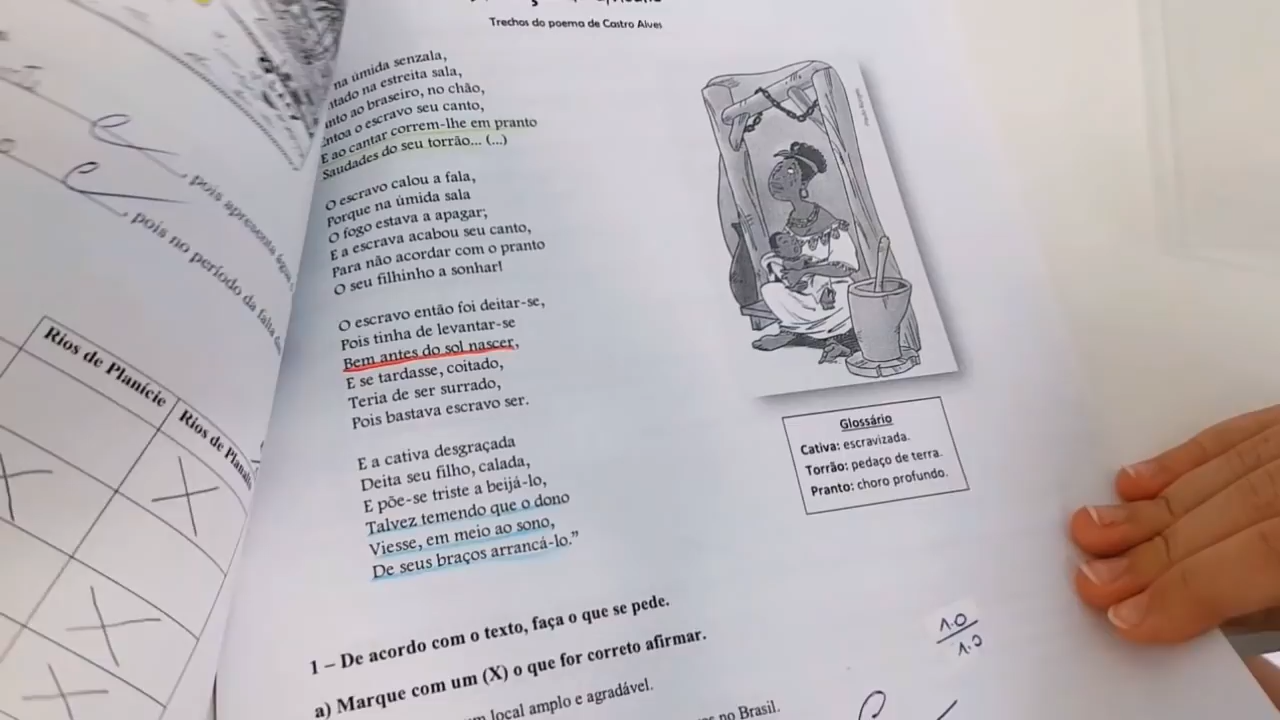 Trechos do poema de Castro Alves
na úmida senzala,
na estreita sala,
ao braseiro, no chão,
Entoa o escravo seu canto,
E ao cantar correm-lhe em pranto
Saudades do seu torrão... (...)
O escravo calou a fala,
Porque na úmida sala
O fogo estava a apagar;
E a escrava acabou seu canto,
Para não acordar com o pranto
O seu filhinho a sonhar!
O escravo então foi deitar-se,
Pois tinha de levantar-se
Bem antes do sol nascer,
E se tardasse, coitado,
Teria de ser surrado,
Pois bastava escravo ser.
E a cativa desgraçada
Deita seu filho, calada,
E põe-se triste a beijá-lo,
Talvez temendo que o dono
Viesse, em meio ao sono,
De seus braços arrancá-lo.”
Glossário
Cativa: escravizada.
Torrão: pedaço de terra.
Pranto: choro profundo.
1 – De acordo com o texto, faça o que se pede.
a) Marque com um (X) o que for correto afirmar.
local amplo e agradável.
no Brasil.
1.0
1.0
, pois apresenta
, pois no período da falta
Rios de Planície
Rios de Planalto
X
X
X
X